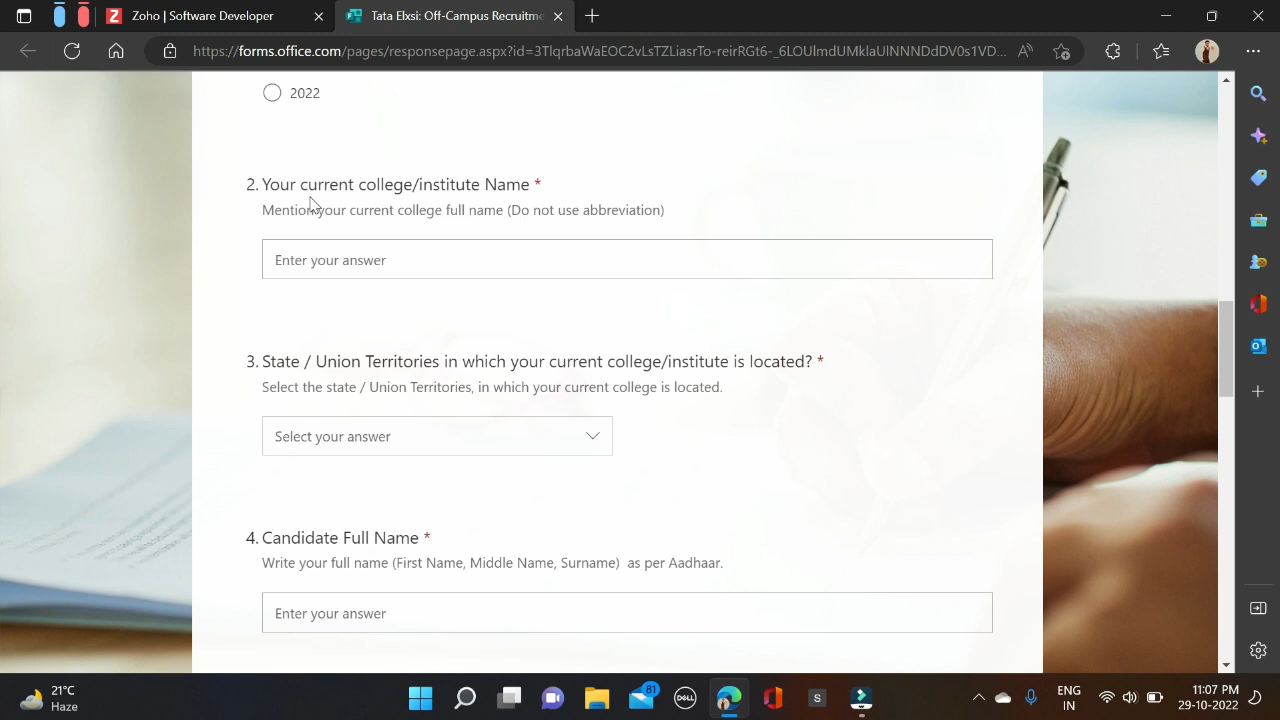 Zoho | Software Developer
Tata Elxsi: Off-Campus Recruitme
https://forms.office.com/pages/responsepage.aspx?id=3TlqrbaWaEOC2vLsTZLiasrTo-reirRGt6-_6LOUlmdUMklaUlNNNDdDV0s1VD...
2022
2. Your current college/institute Name *
Mention your current college full name (Do not use abbreviation)
Enter your answer
3. State / Union Territories in which your current college/institute is located? *
Select the state / Union Territories, in which your current college is located.
Select your answer
4. Candidate Full Name *
Write your full name (First Name, Middle Name, Surname)  as per Aadhaar.
Enter your answer
21°C
Haze
81
DELL
S
ENG
IN
11:07 PM
29-10-2022